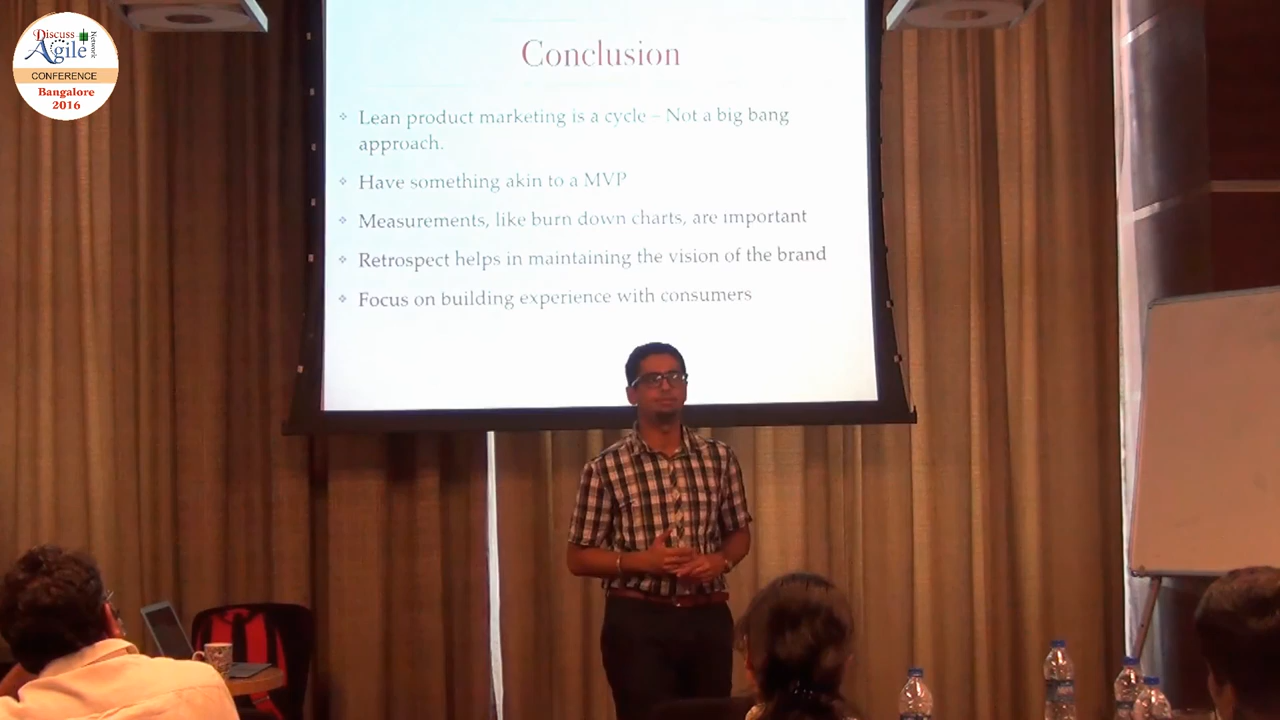 Discuss
Agile
Network
CONFERENCE
Bangalore
2016
Conclusion
Lean product marketing is a cycle – Not a big bang
approach.
Have something akin to a MVP
Measurements, like burn down charts, are important
Retrospect helps in maintaining the vision of the brand
Focus on building experience with consumers